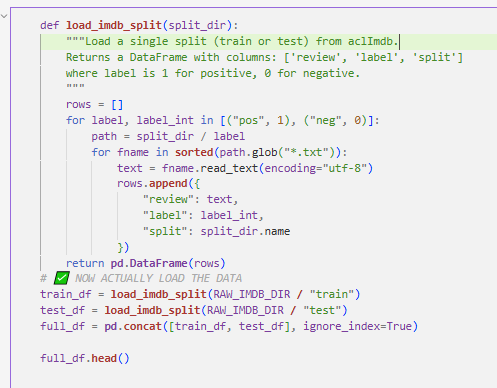 def load_imdb_split(split_dir):
    """Load a single split (train or test) from aclImdb.
    Returns a DataFrame with columns: ['review', 'label', 'split']
    where label is 1 for positive, 0 for negative.
    """
    rows = []
    for label, label_int in [("pos", 1), ("neg", 0)]:
        path = split_dir / label
        for fname in sorted(path.glob("*.txt")):
            text = fname.read_text(encoding="utf-8")
            rows.append({
                "review": text,
                "label": label_int,
                "split": split_dir.name
            })
    return pd.DataFrame(rows)
# ✅ NOW ACTUALLY LOAD THE DATA
train_df = load_imdb_split(RAW_IMDB_DIR / "train")
test_df = load_imdb_split(RAW_IMDB_DIR / "test")
full_df = pd.concat([train_df, test_df], ignore_index=True)

full_df.head()